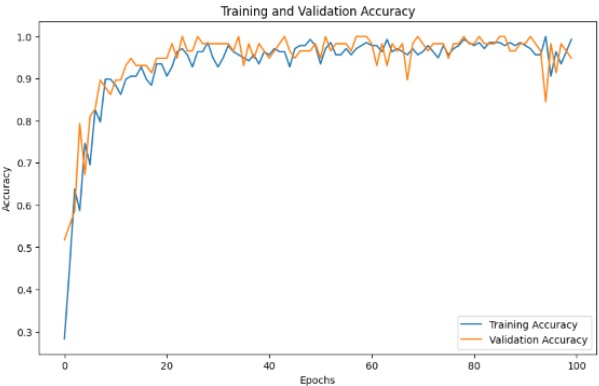 Training and Validation Accuracy
1.0
0.9
0.8
0.7
0.6
0.5
0.4
0.3
Accuracy
0 20 40 60 80 100
Epochs
Training Accuracy
Validation Accuracy